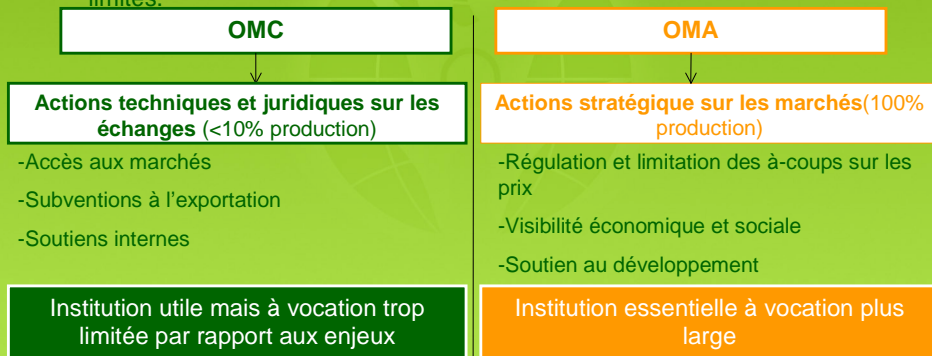 limités.
OMC
Actions techniques et juridiques sur les
échanges (<10% production)
-Accès aux marchés
-Subventions à l'exportation
-Soutiens internes
Institution utile mais à vocation trop
limitée par rapport aux enjeux
OMA
Actions stratégique sur les marchés(100%
production)
-Régulation et limitation des à-coups sur les
prix
-Visibilité économique et sociale
-Soutien au développement
Institution essentielle à vocation plus
large